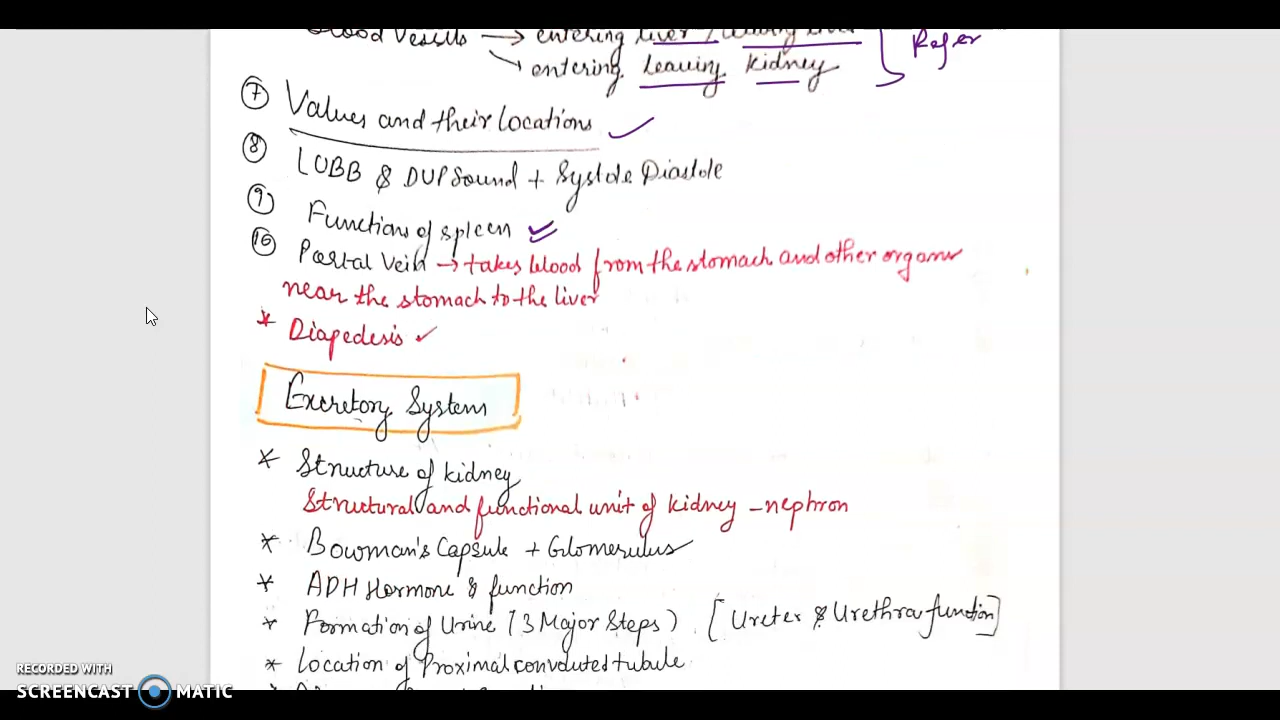 Blood Vessels → entering liver / leaving liver
entering leaving kidney } Refer
⑦ Values and their Locations ✓
⑧ LUBB & DUP Sound + Systole Diastole
⑨ Functions of spleen ✓
⑩ Portal Vein → takes blood from the stomach and other organs
near the stomach to the liver
* Diapedesis ✓
Excretory System
* Structure of kidney
Structural and functional unit of kidney - nephron
* Bowman's Capsule + Glomerulus
* ADH Hormone & function
* Formation of Urine (3 Major Steps) [Ureter & Urethra function]
* Location of Proximal convoluted tubule
RECORDED WITH
SCREENCAST MATIC